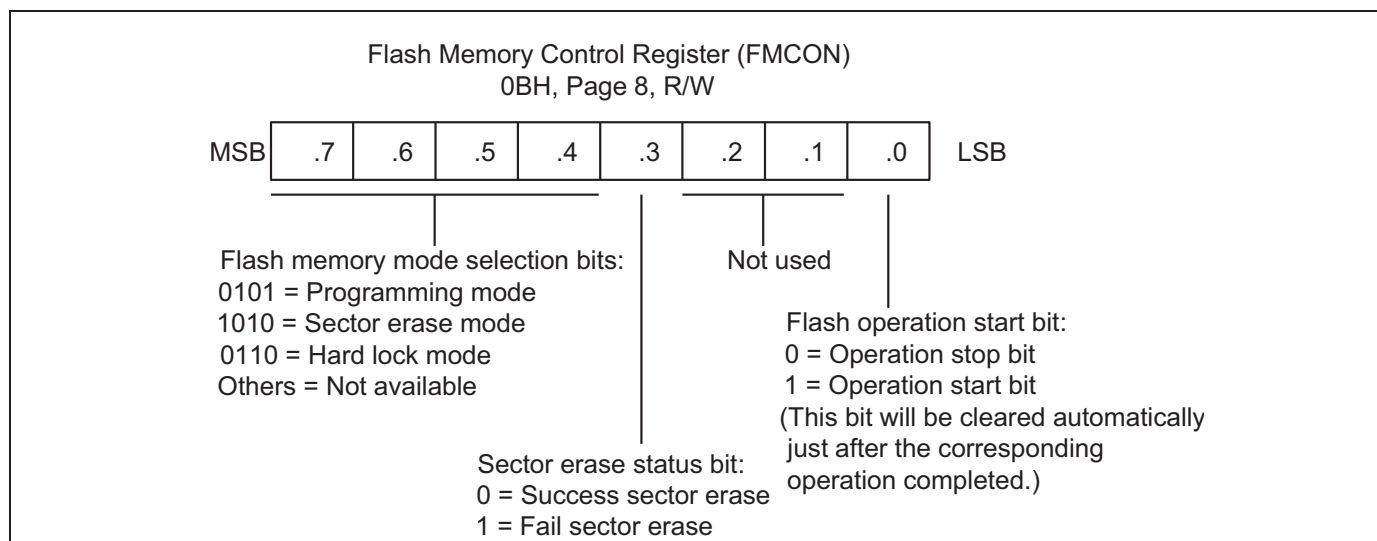 Flash Memory Control Register (FMCON)
0BH, Page 8, R/W
MSB .7 .6 .5 .4 .3 .2 .1 .0 LSB
Flash memory mode selection bits:
0101 = Programming mode
1010 = Sector erase mode
0110 = Hard lock mode
Others = Not available
Not used
Flash operation start bit:
0 = Operation stop bit
1 = Operation start bit
(This bit will be cleared automatically
just after the corresponding
operation completed.)
Sector erase status bit:
0 = Success sector erase
1 = Fail sector erase